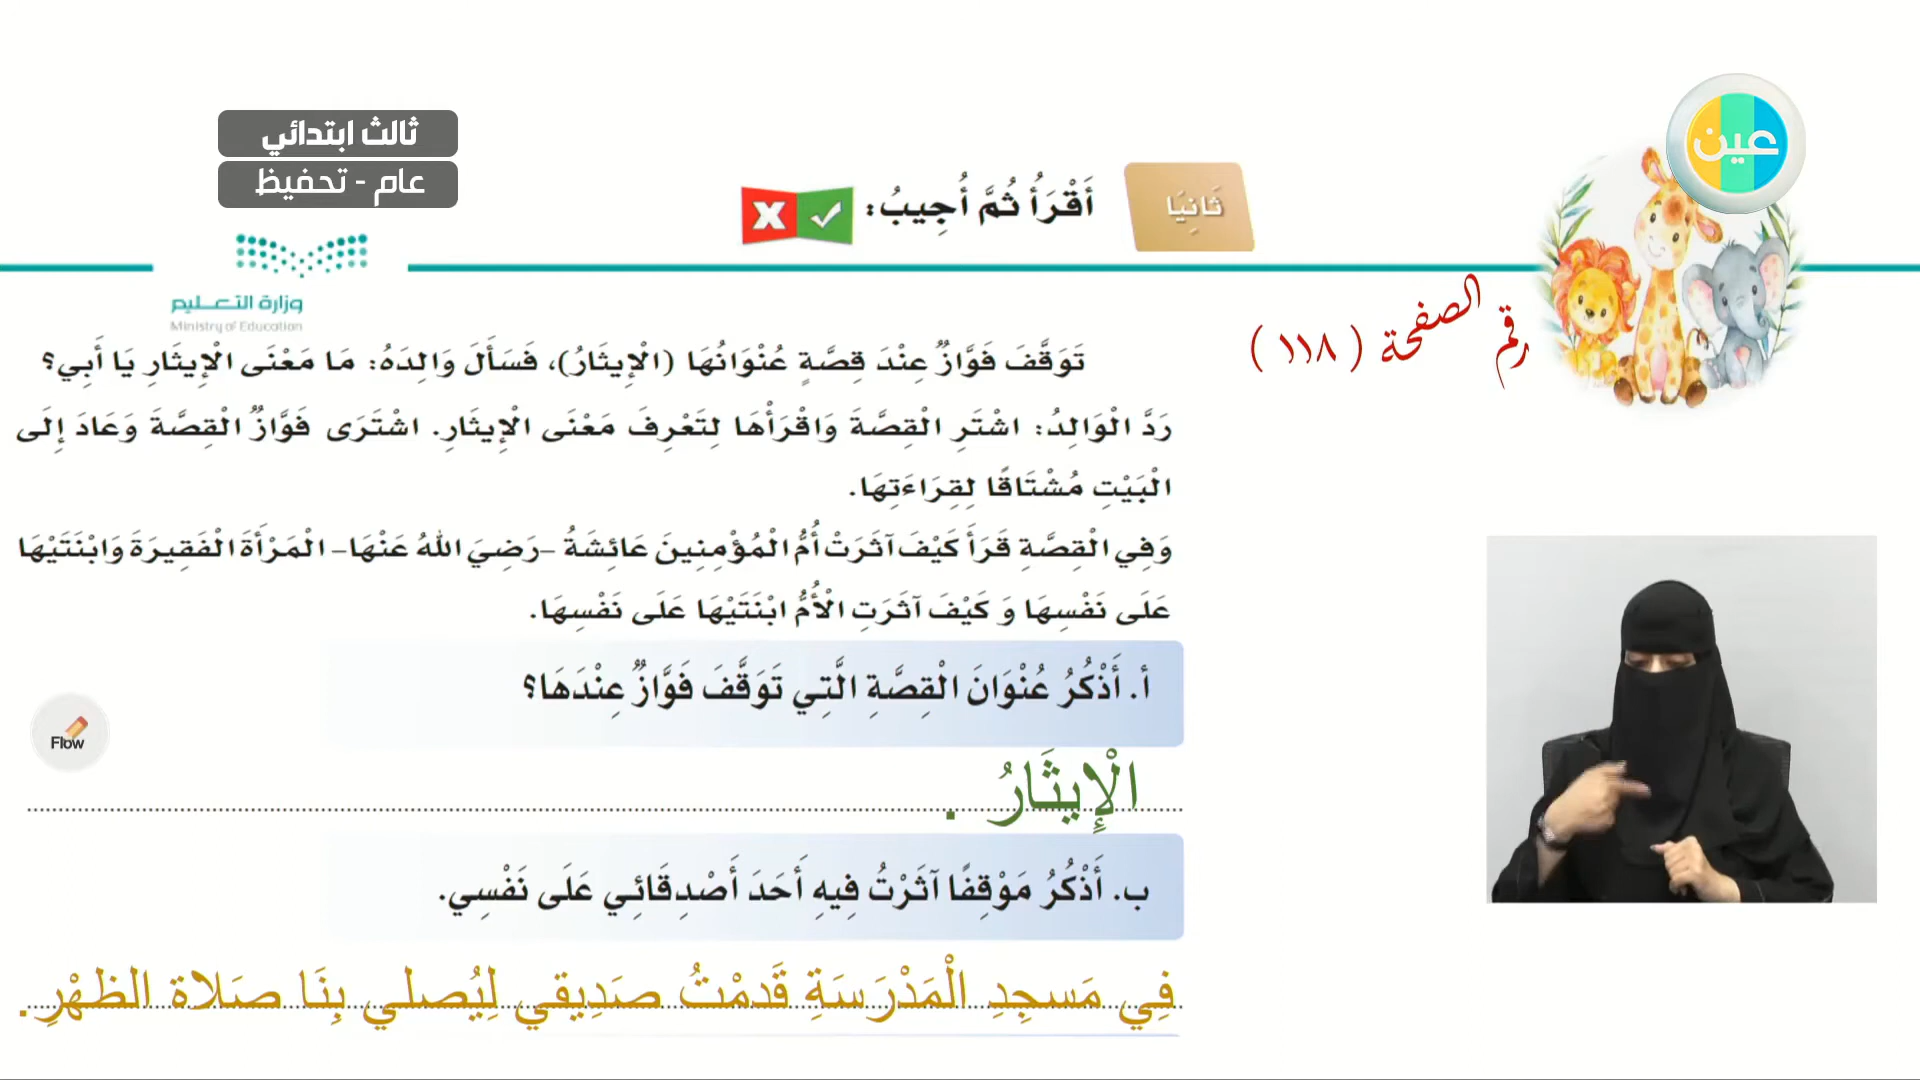 عين
ثالث ابتدائي
عام - تحفيظ
ثَانِيَا
أَقْرَأُ ثُمَّ أُجِيبُ:
وزارة التعليم
Ministry of Education
رقم الصفحة (١١٨)
تَوَقَّفَ فَوَّازٌ عِنْدَ قِصَّةٍ عُنْوَانُهَا (الْإِيثَارُ)، فَسَأَلَ وَالِدَهُ: مَا مَعْنَى الْإِيثَارِ يَا أَبِي؟
رَدَّ الْوَالِدُ: اشْتَرِ الْقِصَّةَ وَاقْرَأْهَا لِتَعْرِفَ مَعْنَى الْإِيثَارِ. اشْتَرَى فَوَّازٌ الْقِصَّةَ وَعَادَ إِلَى
الْبَيْتِ مُشْتَاقًا لِقِرَاءَتِهَا.
وَفِي الْقِصَّةِ قَرَأَ كَيْفَ آثَرَتْ أُمُّ الْمُؤْمِنِينَ عَائِشَةُ -رَضِيَ اللهُ عَنْهَا- الْمَرْأَةَ الْفَقِيرَةَ وَابْنَتَيْهَا
عَلَى نَفْسِهَا وَ كَيْفَ آثَرَتِ الْأُمُّ ابْنَتَيْهَا عَلَى نَفْسِهَا.
أ. أَذْكُرُ عُنْوَانَ الْقِصَّةِ الَّتِي تَوَقَّفَ فَوَّازٌ عِنْدَهَا؟
Flow
الْإِيثَارُ .
ب. أَذْكُرُ مَوْقِفًا آثَرْتُ فِيهِ أَحَدَ أَصْدِقَائِي عَلَى نَفْسِي.
فِي مَسجِدِ الْمَدْرَسَةِ قَدمْتُ صَدِيقي لِيُصلي بِنَا صَلاة الظهْرِ.